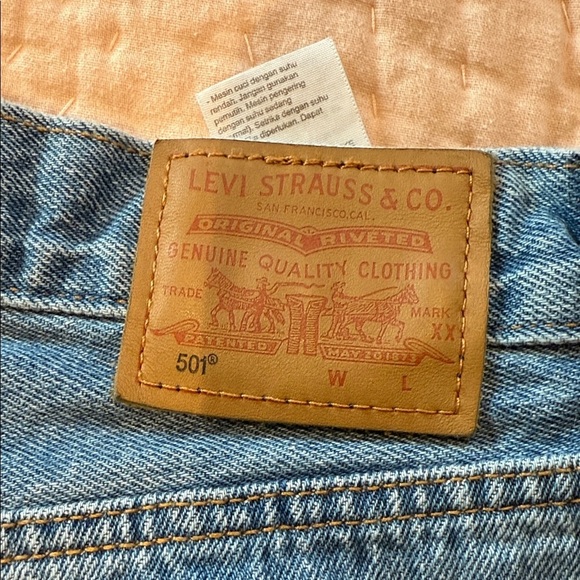 - Mesin cuci dengan suhu
rendah. Jangan gunakan
pemutih. Mesin pengering
dengan suhu sedang
Setrika dengan suhu
diperlukan. Dapat
LEVI STRAUSS & CO.
SAN FRANCISCO, CAL.
ORIGINAL RIVETED
GENUINE QUALITY CLOTHING
TRADE MARK
XX
PATENTED MAY 20 1873
501®
W L